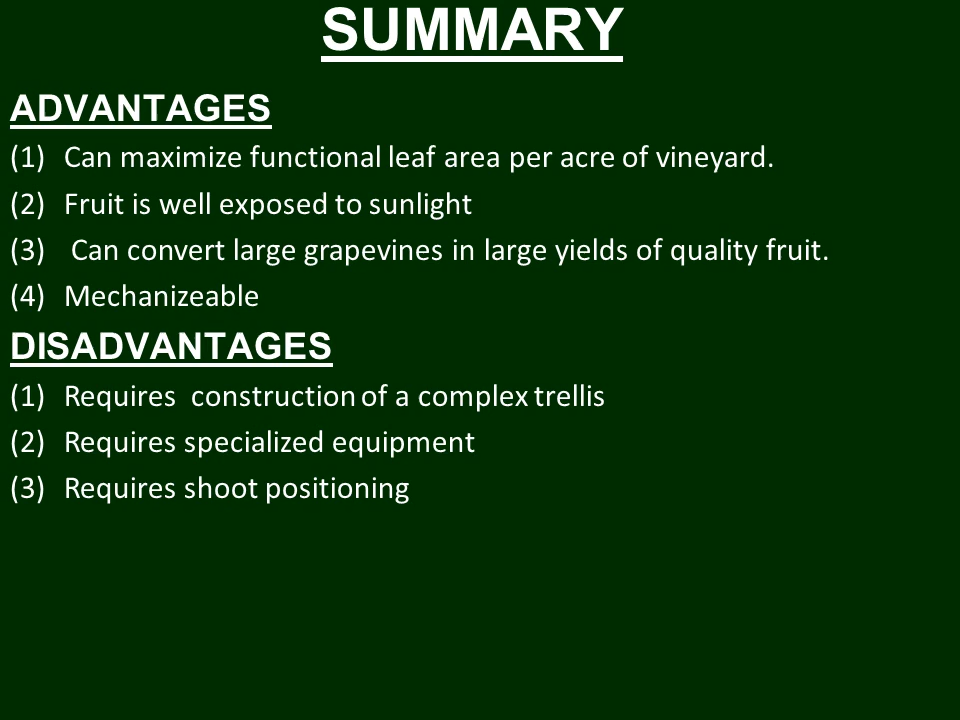 SUMMARY
ADVANTAGES
(1) Can maximize functional leaf area per acre of vineyard.
(2) Fruit is well exposed to sunlight
(3) Can convert large grapevines in large yields of quality fruit.
(4) Mechanizeable
DISADVANTAGES
(1) Requires construction of a complex trellis
(2) Requires specialized equipment
(3) Requires shoot positioning